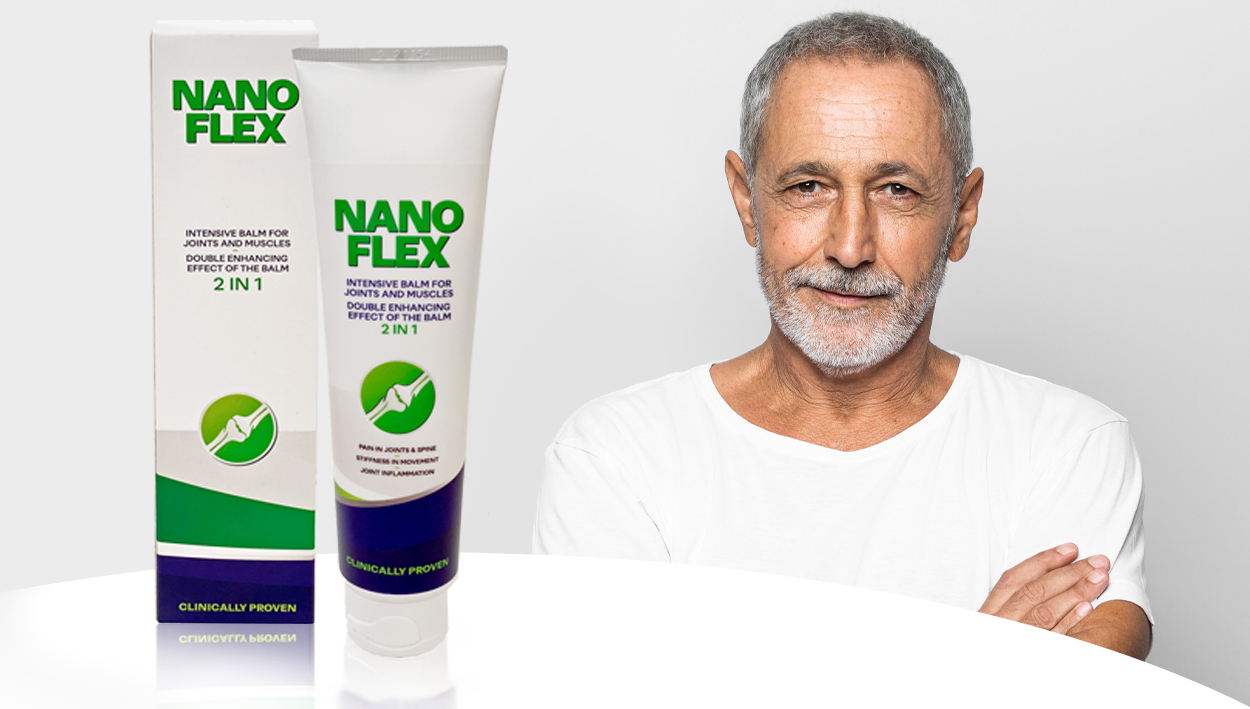 NANO
FLEX
INTENSIVE BALM FOR
JOINTS AND MUSCLES
DOUBLE ENHANCING
EFFECT OF THE BALM
2 IN 1
CLINICALLY PROVEN
NANO
FLEX
INTENSIVE BALM FOR
JOINTS AND MUSCLES
DOUBLE ENHANCING
EFFECT OF THE BALM
2 IN 1
PAIN IN JOINTS & SPINE
STIFFNESS IN MOVEMENT
JOINT INFLAMMATION
CLINICALLY PROVEN